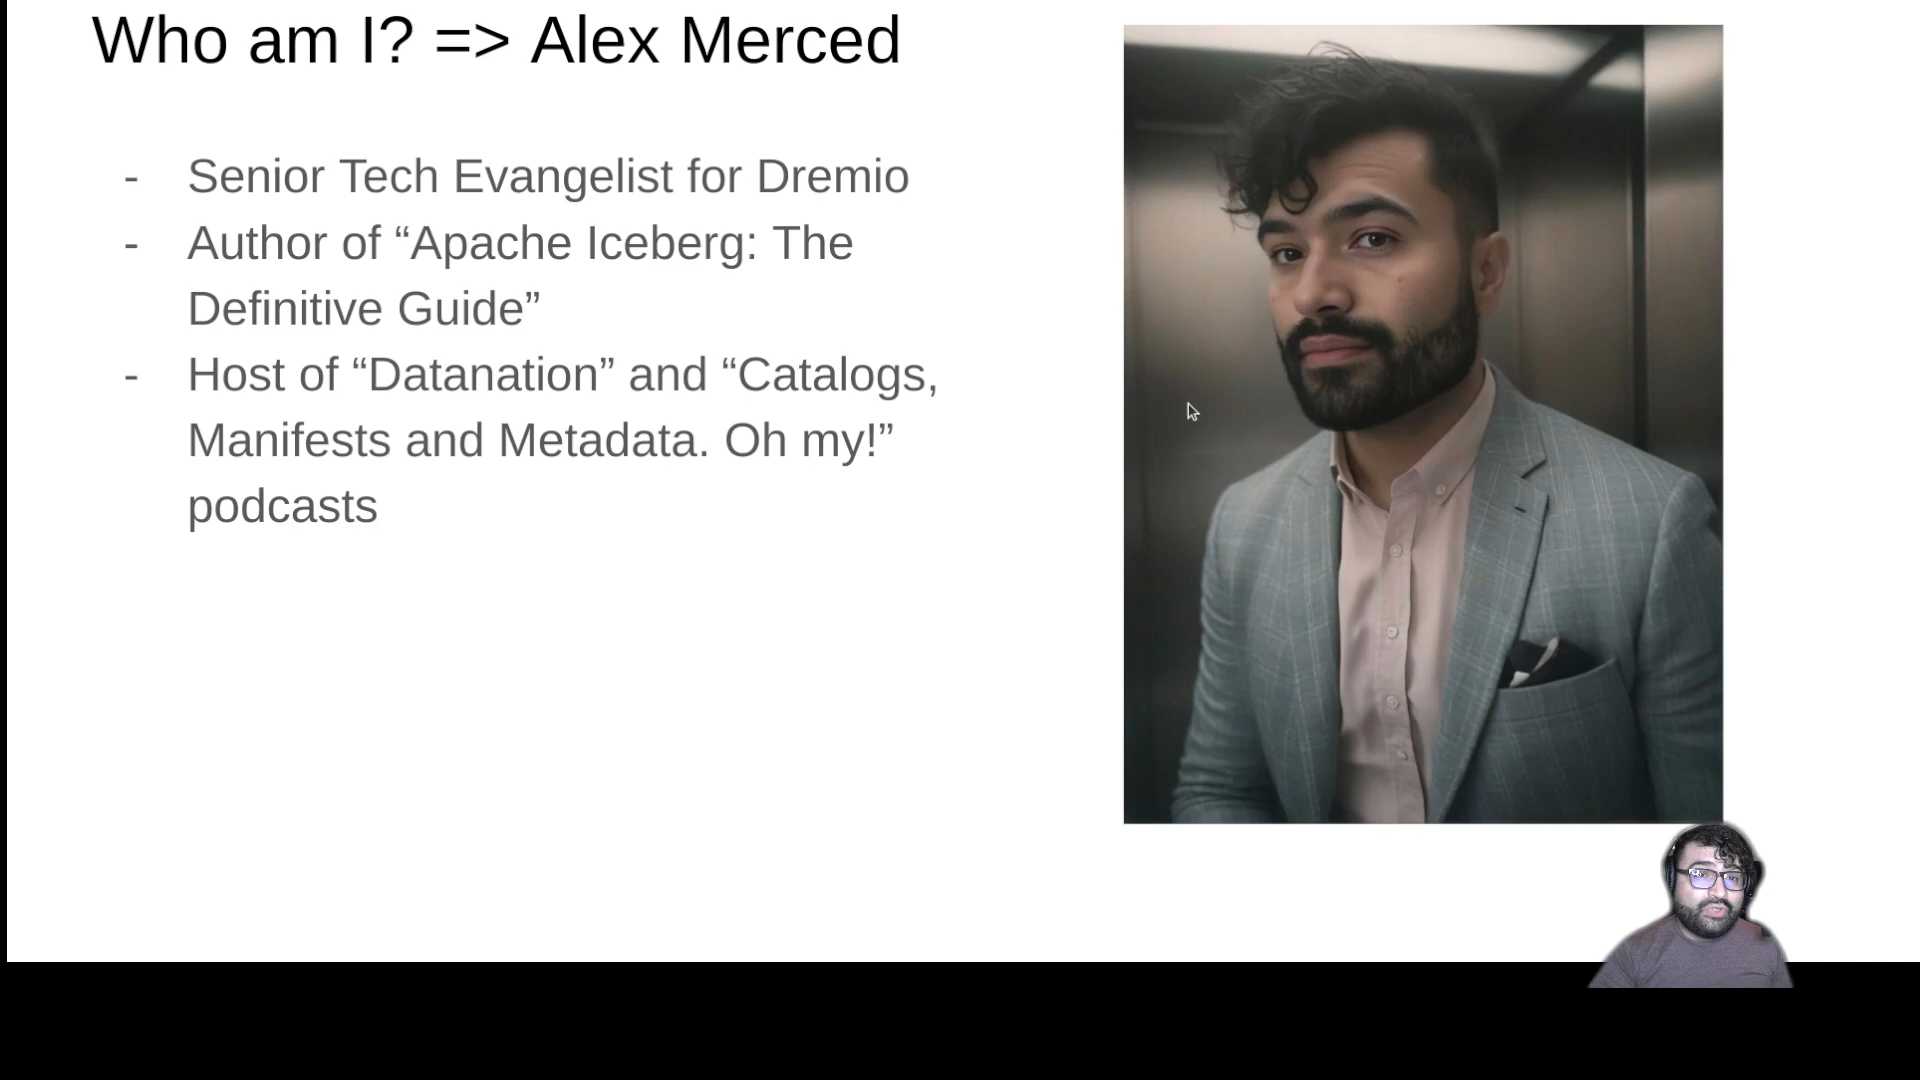 Who am I? => Alex Merced
- Senior Tech Evangelist for Dremio
- Author of “Apache Iceberg: The
Definitive Guide”
- Host of “Datanation” and “Catalogs,
Manifests and Metadata. Oh my!”
podcasts